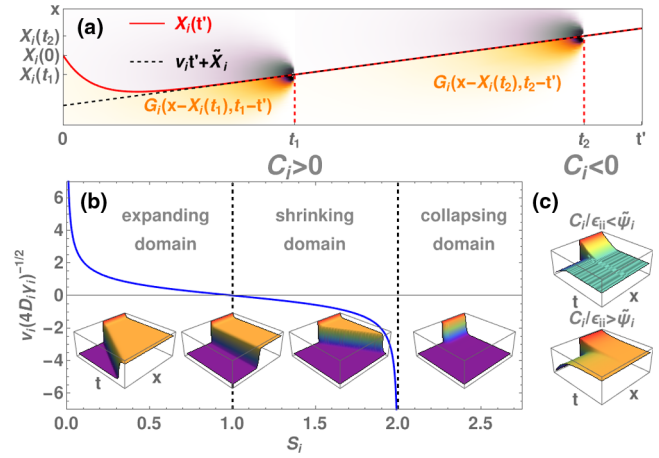 x
(a)
X_i(t')
v_i t'+X̃_i
X_i(t_2)
X_i(0)
X_i(t_1)
G_i(x−X_i(t_1),t_1−t')
G_i(x−X_i(t_2),t_2−t')
0
t_1
t_2
t'
C_i>0
C_i<0
(b)
expanding
domain
shrinking
domain
collapsing
domain
v_i(4D_iγ_i)^{-1/2}
6
4
2
0
-2
-4
-6
t
x
0.0
0.5
1.0
1.5
2.0
2.5
S_i
(c)
C_i/ϵ_ii<ψ̃_i
t
x
C_i/ϵ_ii>ψ̃_i
t
x